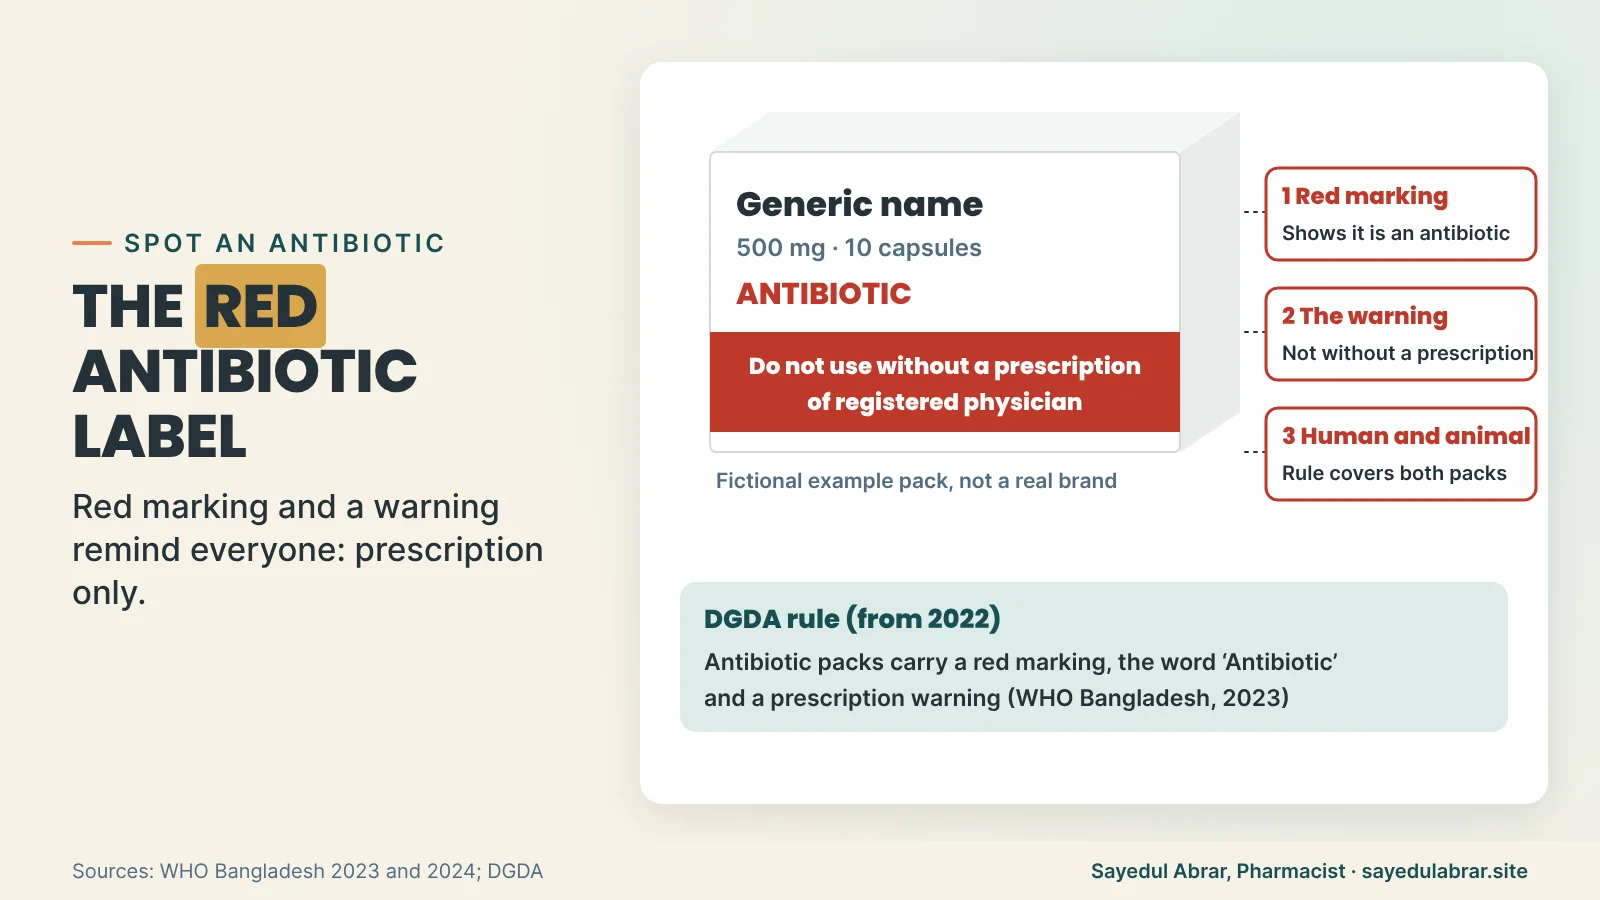 SPOT AN ANTIBIOTIC
THE RED
ANTIBIOTIC
LABEL
Red marking and a warning
remind everyone: prescription
only.
Generic name
500 mg · 10 capsules
ANTIBIOTIC
Do not use without a prescription
of registered physician
Fictional example pack, not a real brand
1 Red marking
Shows it is an antibiotic
2 The warning
Not without a prescription
3 Human and animal
Rule covers both packs
DGDA rule (from 2022)
Antibiotic packs carry a red marking, the word ‘Antibiotic’
and a prescription warning (WHO Bangladesh, 2023)
Sources: WHO Bangladesh 2023 and 2024; DGDA
Sayedul Abrar, Pharmacist · sayedulabrar.site